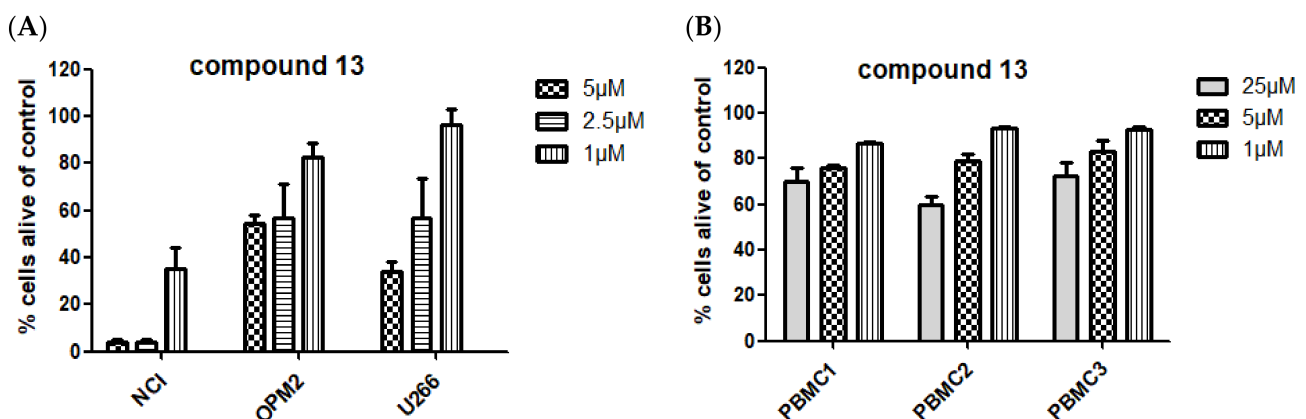 (A)
compound 13
% cells alive of control
120
100
80
60
40
20
0
5µM
2.5µM
1µM
NCI
OPM2
U266
(B)
compound 13
% cells alive of control
120
100
80
60
40
20
0
25µM
5µM
1µM
PBMC1
PBMC2
PBMC3